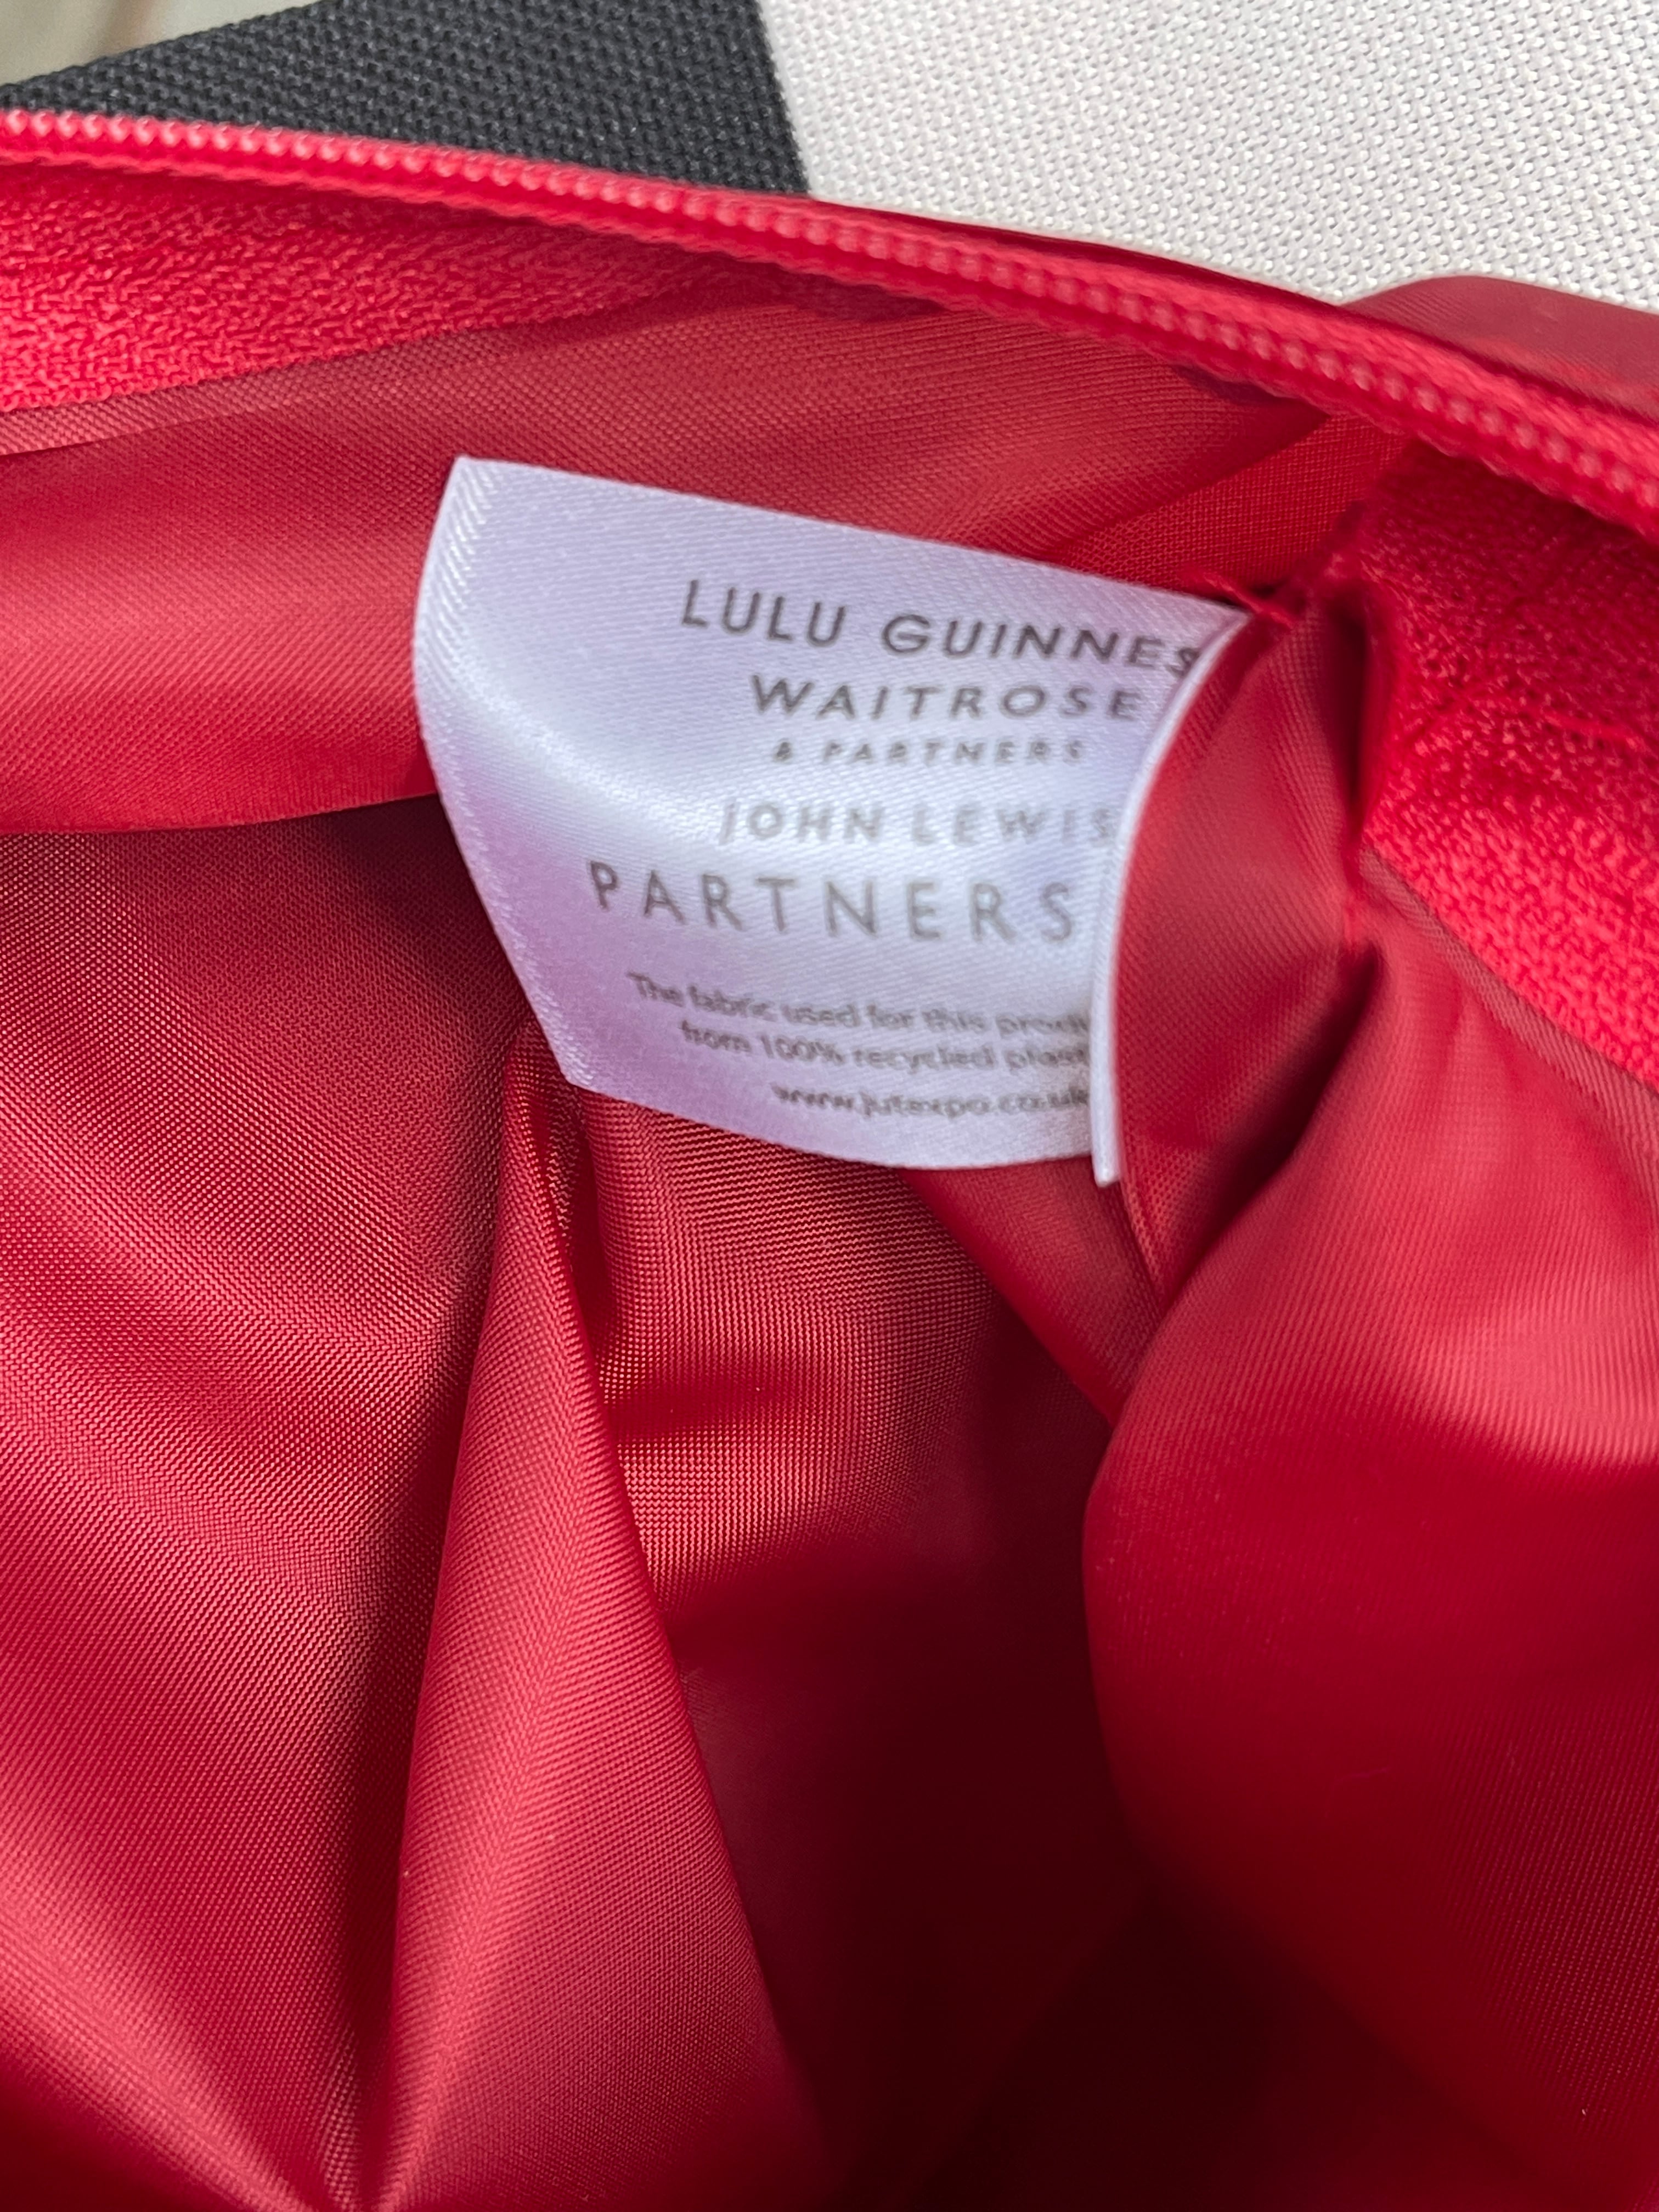 LULU GUINNES
WAITROSE
& PARTNERS
JOHN LEWIS
PARTNERS
The fabric used for this produ
from 100% recycled plast
www.jutexpo.co.uk